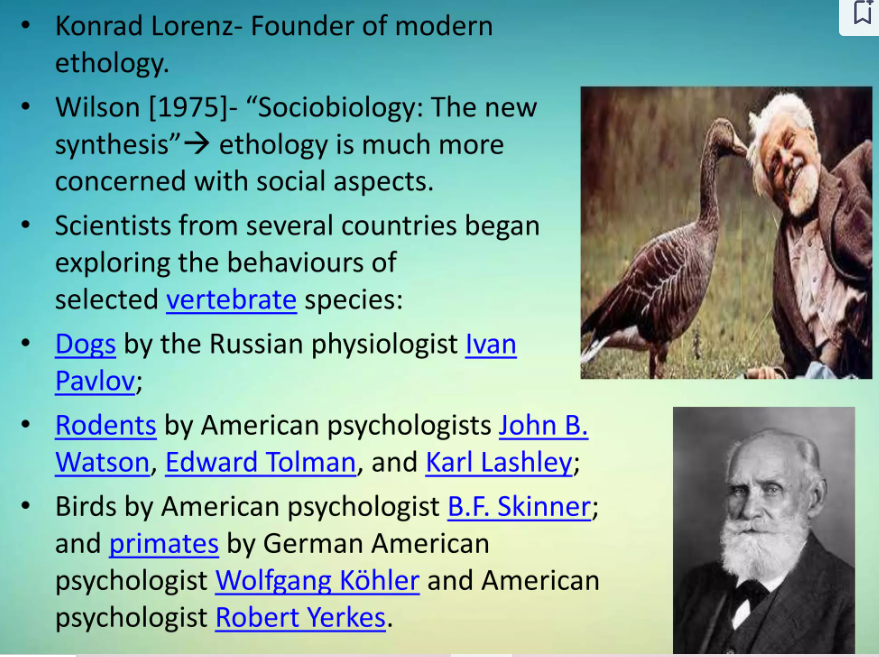 • Konrad Lorenz- Founder of modern
ethology.
• Wilson [1975]- “Sociobiology: The new
synthesis”→ ethology is much more
concerned with social aspects.
• Scientists from several countries began
exploring the behaviours of
selected vertebrate species:
• Dogs by the Russian physiologist Ivan
Pavlov;
• Rodents by American psychologists John B.
Watson, Edward Tolman, and Karl Lashley;
• Birds by American psychologist B.F. Skinner;
and primates by German American
psychologist Wolfgang Köhler and American
psychologist Robert Yerkes.